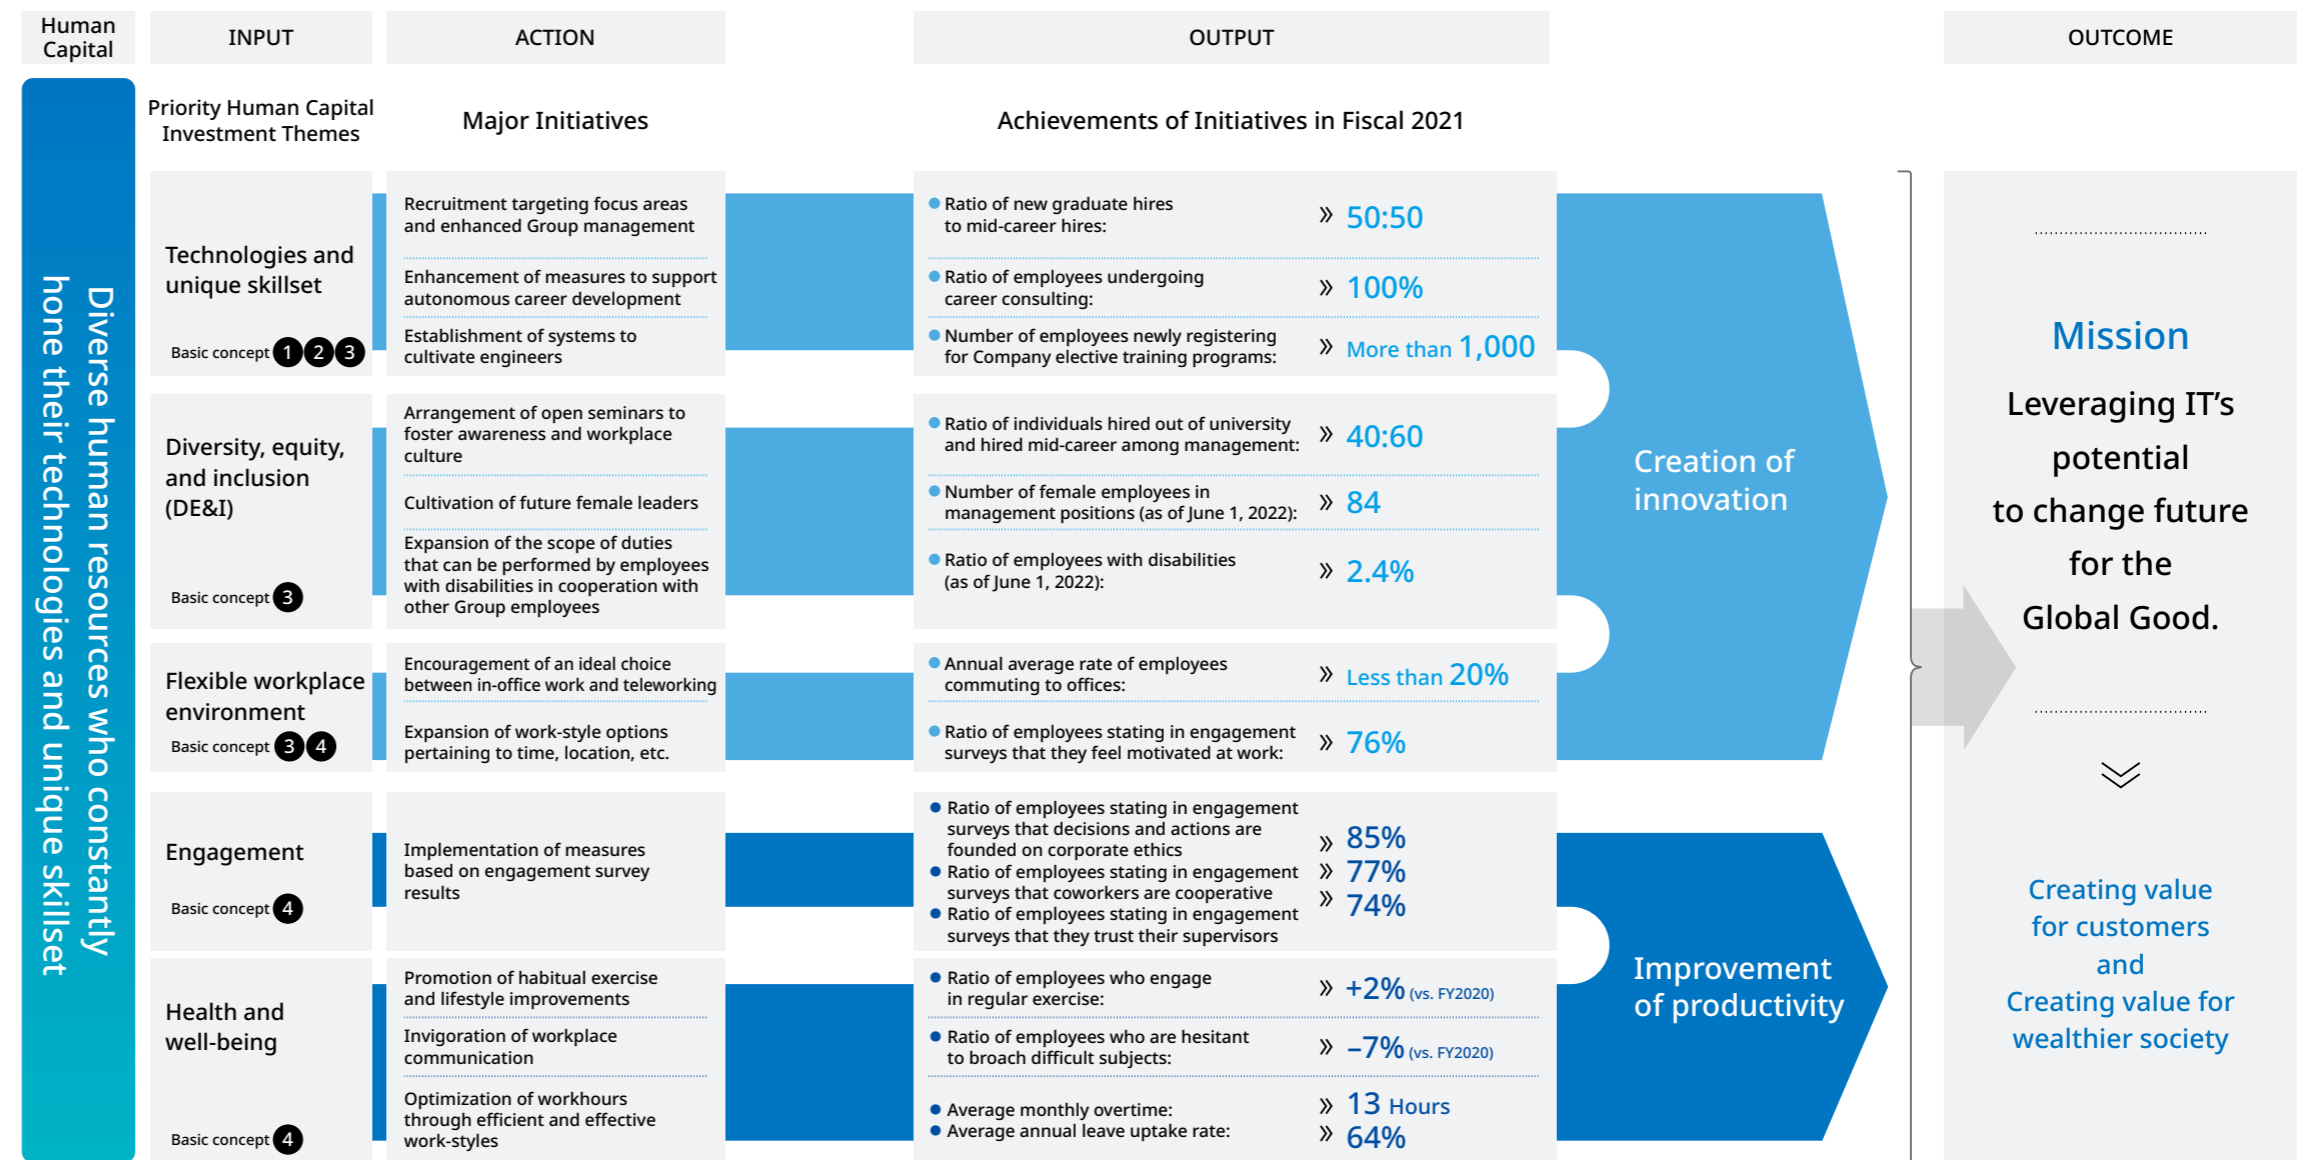 Human
Capital
INPUT
ACTION
OUTPUT
OUTCOME
Diverse human resources who constantly
hone their technologies and unique skillset
Priority Human Capital
Investment Themes
Major Initiatives
Achievements of Initiatives in Fiscal 2021
Technologies and
unique skillset
Basic concept 1 2 3
Recruitment targeting focus areas
and enhanced Group management
Enhancement of measures to support
autonomous career development
Establishment of systems to
cultivate engineers
● Ratio of new graduate hires
to mid-career hires:
» 50:50
● Ratio of employees undergoing
career consulting:
» 100%
● Number of employees newly registering
for Company elective training programs:
» More than 1,000
Diversity, equity,
and inclusion
(DE&I)
Basic concept 3
Arrangement of open seminars to
foster awareness and workplace
culture
Cultivation of future female leaders
Expansion of the scope of duties
that can be performed by employees
with disabilities in cooperation with
other Group employees
● Ratio of individuals hired out of university
and hired mid-career among management:
» 40:60
● Number of female employees in
management positions (as of June 1, 2022):
» 84
● Ratio of employees with disabilities
(as of June 1, 2022):
» 2.4%
Flexible workplace
environment
Basic concept 3 4
Encouragement of an ideal choice
between in-office work and teleworking
Expansion of work-style options
pertaining to time, location, etc.
● Annual average rate of employees
commuting to offices:
» Less than 20%
● Ratio of employees stating in engagement
surveys that they feel motivated at work:
» 76%
Creation of
innovation
Engagement
Basic concept 4
Implementation of measures
based on engagement survey
results
● Ratio of employees stating in engagement
surveys that decisions and actions are
founded on corporate ethics
» 85%
● Ratio of employees stating in engagement
surveys that coworkers are cooperative
» 77%
● Ratio of employees stating in engagement
surveys that they trust their supervisors
» 74%
Health and
well-being
Basic concept 4
Promotion of habitual exercise
and lifestyle improvements
Invigoration of workplace
communication
Optimization of workhours
through efficient and effective
work-styles
● Ratio of employees who engage
in regular exercise:
» +2% (vs. FY2020)
● Ratio of employees who are hesitant
to broach difficult subjects:
» –7% (vs. FY2020)
● Average monthly overtime:
» 13 Hours
● Average annual leave uptake rate:
» 64%
Improvement
of productivity
Mission
Leveraging IT’s
potential
to change future
for the
Global Good.
Creating value
for customers
and
Creating value for
wealthier society